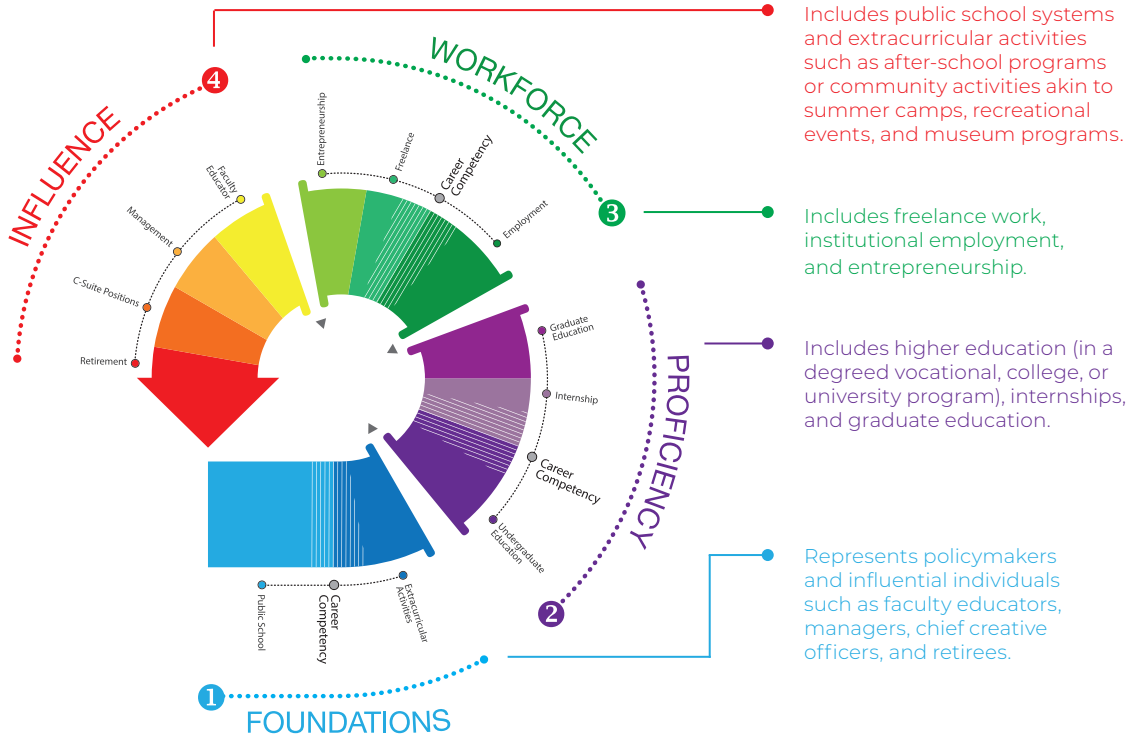 4
INFLUENCE
Faculty
Educator
Management
C-Suite Positions
Retirement
WORKFORCE
3
Entrepreneurship
Freelance
Career
Competency
Employment
PROFICIENCY
2
Graduate
Education
Internship
Career
Competency
Undergraduate
Education
1
FOUNDATIONS
Public School
Career
Competency
Extracurricular
Activities
Includes public school systems
and extracurricular activities
such as after-school programs
or community activities akin to
summer camps, recreational
events, and museum programs.
Includes freelance work,
institutional employment,
and entrepreneurship.
Includes higher education (in a
degreed vocational, college, or
university program), internships,
and graduate education.
Represents policymakers
and influential individuals
such as faculty educators,
managers, chief creative
officers, and retirees.